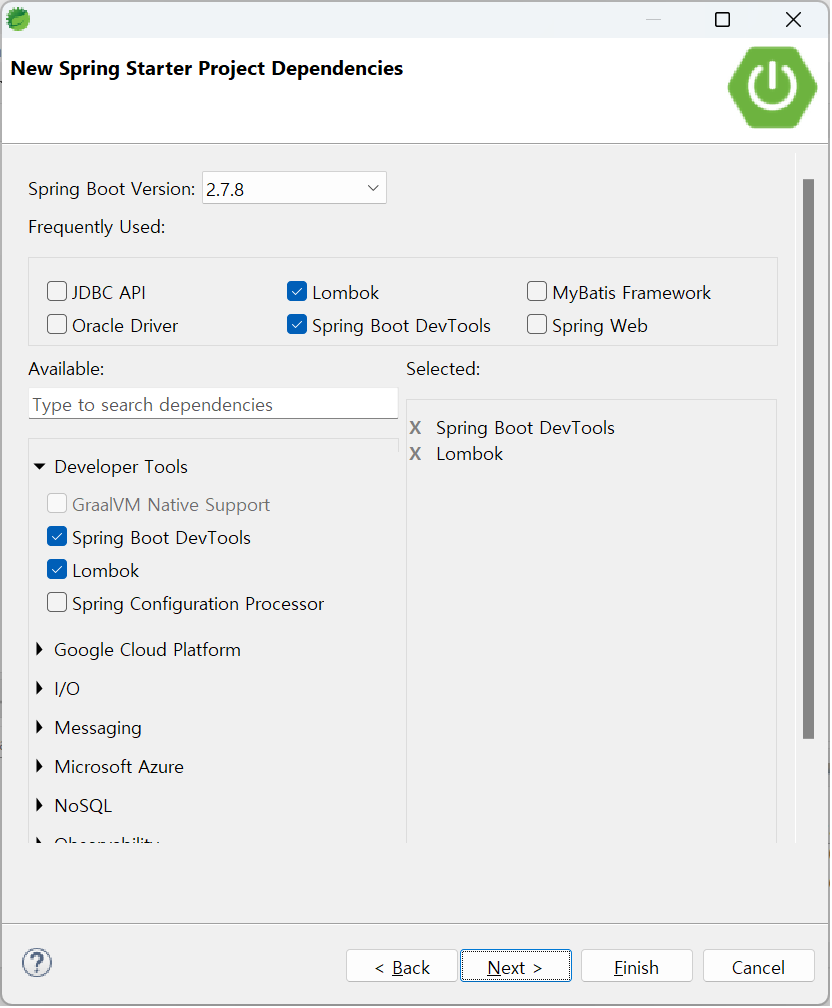 New Spring Starter Project Dependencies
Spring Boot Version: 2.7.8
Frequently Used:
JDBC API Lombok MyBatis Framework
Oracle Driver Spring Boot DevTools Spring Web
Available: Selected:
Type to search dependencies
X Spring Boot DevTools
X Lombok
Developer Tools
GraalVM Native Support
Spring Boot DevTools
Lombok
Spring Configuration Processor
Google Cloud Platform
I/O
Messaging
Microsoft Azure
NoSQL
Observability
?
< Back Next > Finish Cancel